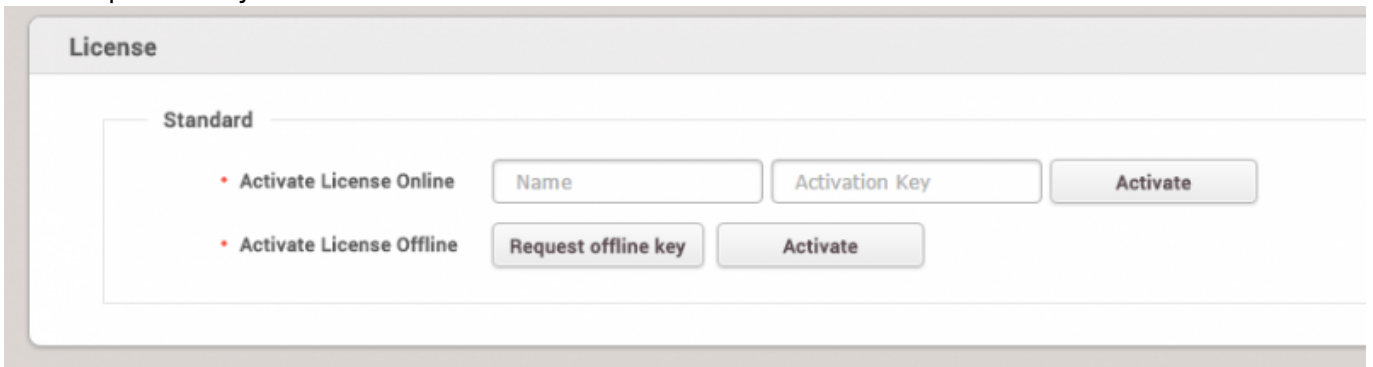 License
Standard
• Activate License Online Name Activation Key Activate
• Activate License Offline Request offline key Activate